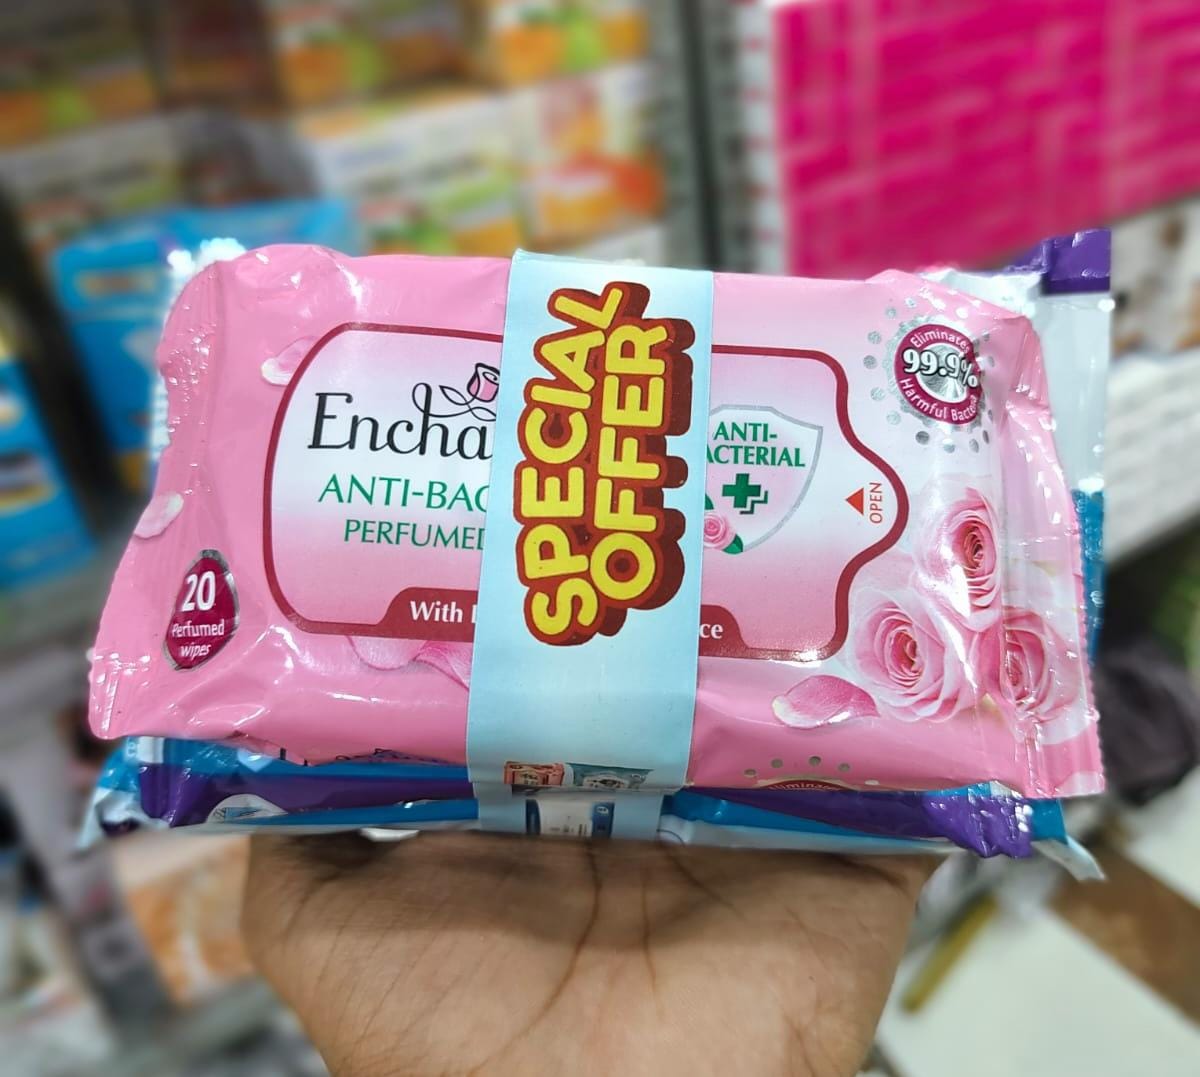 Encha
ANTI-BAC
PERFUMED
With
ce
20
Perfumed
wipes
SPECIAL
OFFER
ANTI-
ACTERIAL
OPEN
Eliminates
99.9%
Harmful Bacteria